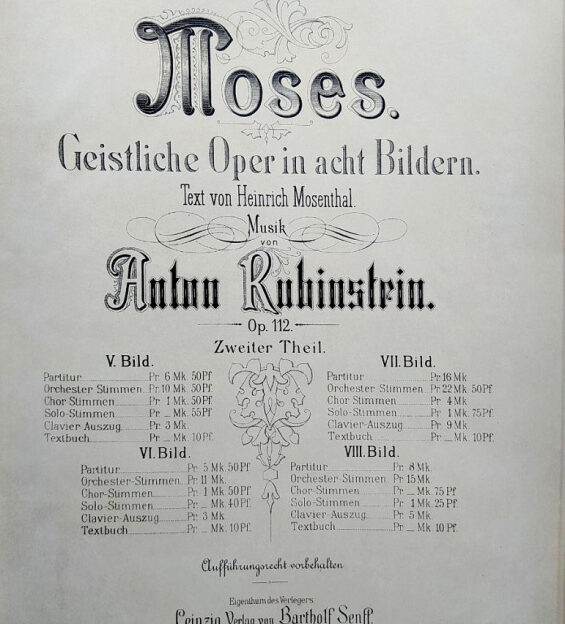 Moses.
Geistliche Oper in acht Bildern.
Text von Heinrich Mosenthal.
Musik
von
Anton Rubinstein.
Op. 112.
Zweiter Theil.
V. Bild.
Partitur Pr. 6 Mk. 50 Pf.
Orchester Stimmen Pr. 10 Mk. 50 Pf.
Chor Stimmen Pr. 1 Mk. 50 Pf.
Solo-Stimmen Pr. _ Mk. 55 Pf.
Clavier-Auszug Pr. 3 Mk.
Textbuch Pr. _ Mk. 10 Pf.
VI. Bild.
Partitur Pr. 5 Mk. 50 Pf.
Orchester-Stimmen Pr. 11 Mk.
Chor-Stimmen Pr. 1 Mk. 50 Pf.
Solo-Stimmen Pr. _ Mk. 40 Pf.
Clavier-Auszug Pr. 3 Mk
Textbuch Pr. _ Mk. 10 Pf.
VII. Bild.
Partitur Pr. 16 Mk
Orchester Stimmen Pr. 22 Mk. 50 Pf.
Chor Stimmen Pr. 4 Mk
Solo-Stimmen Pr. 1 Mk. 75 Pf.
Clavier-Auszug Pr. 9 Mk
Textbuch Pr. _ Mk. 10 Pf.
VIII. Bild.
Partitur Pr. 8 Mk.
Orchester-Stimmen Pr. 15 Mk.
Chor-Stimmen Pr. _ Mk. 75 Pf
Solo-Stimmen Pr. 1 Mk. 25 Pf.
Clavier-Auszug Pr. 5 Mk
Textbuch Pr. _ Mk 10 Pf.
Aufführungsrecht vorbehalten
Eigenthum des Verlegers.
Leipzig Verlag von Bartholf Senff.